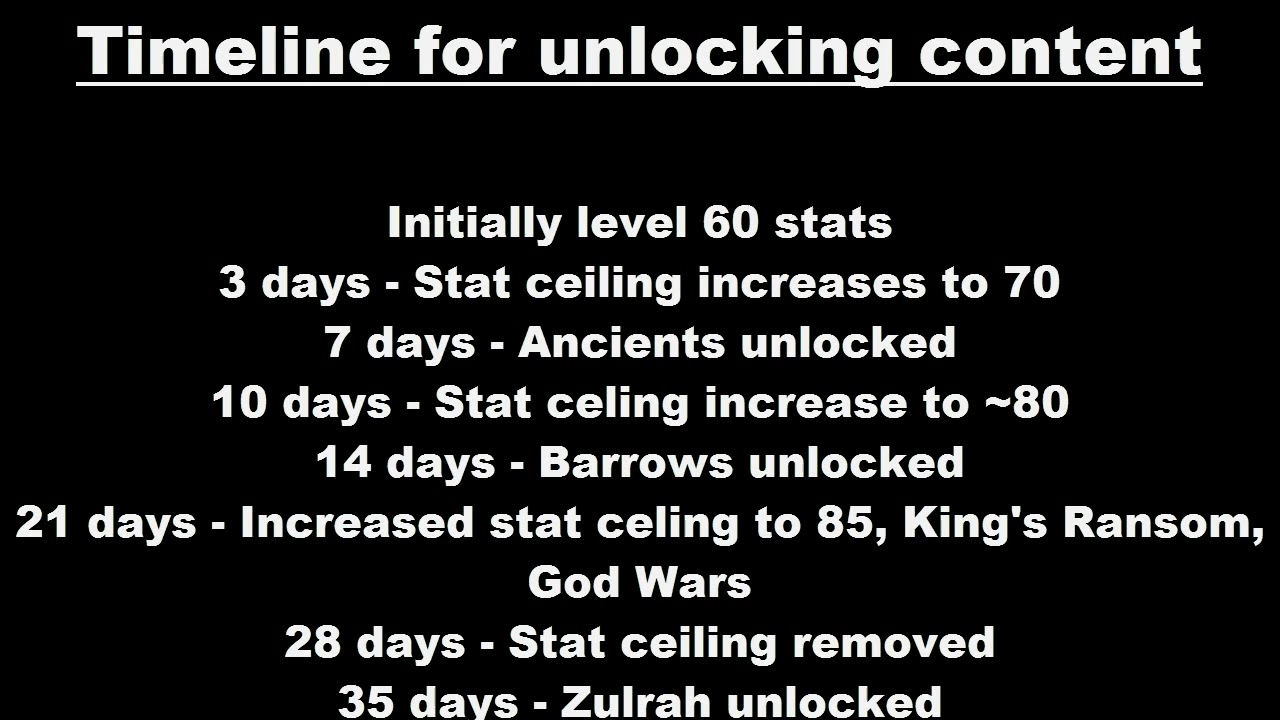 Timeline for unlocking content
Initially level 60 stats
3 days - Stat ceiling increases to 70
7 days - Ancients unlocked
10 days - Stat celing increase to ~80
14 days - Barrows unlocked
21 days - Increased stat celing to 85, King's Ransom,
God Wars
28 days - Stat ceiling removed
35 days - Zulrah unlocked